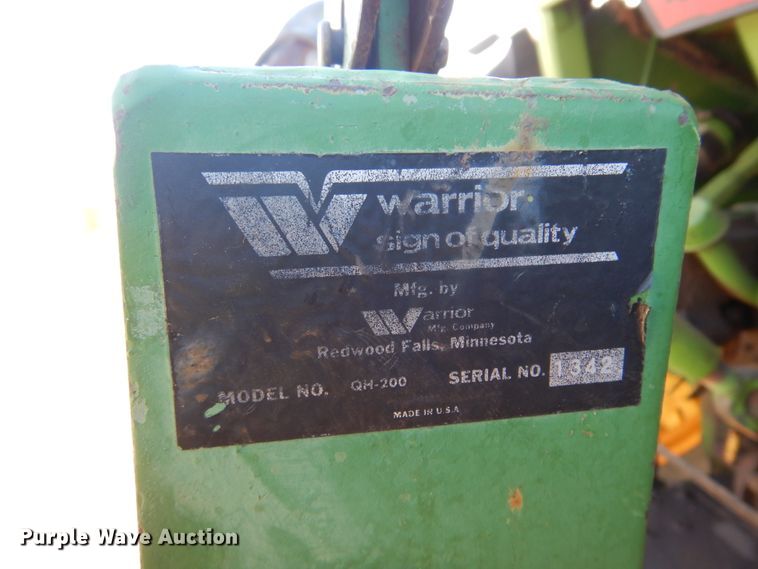 warrior
sign of quality
Mfg. by
Warrior
Mfg. Company
Redwood Falls, Minnesota
MODEL NO. QH-200 SERIAL NO. 1342
MADE IN U.S.A.
Purple Wave Auction